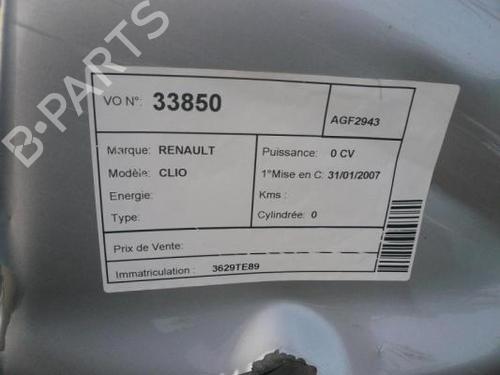 B-PARTS
VO N°: 33850
AGF2943
Marque: RENAULT
Modèle: CLIO
Energie:
Type:
Puissance: 0 CV
1°Mise en C: 31/01/2007
Kms :
Cylindrée: 0
Prix de Vente:
Immatriculation : 3629TE89